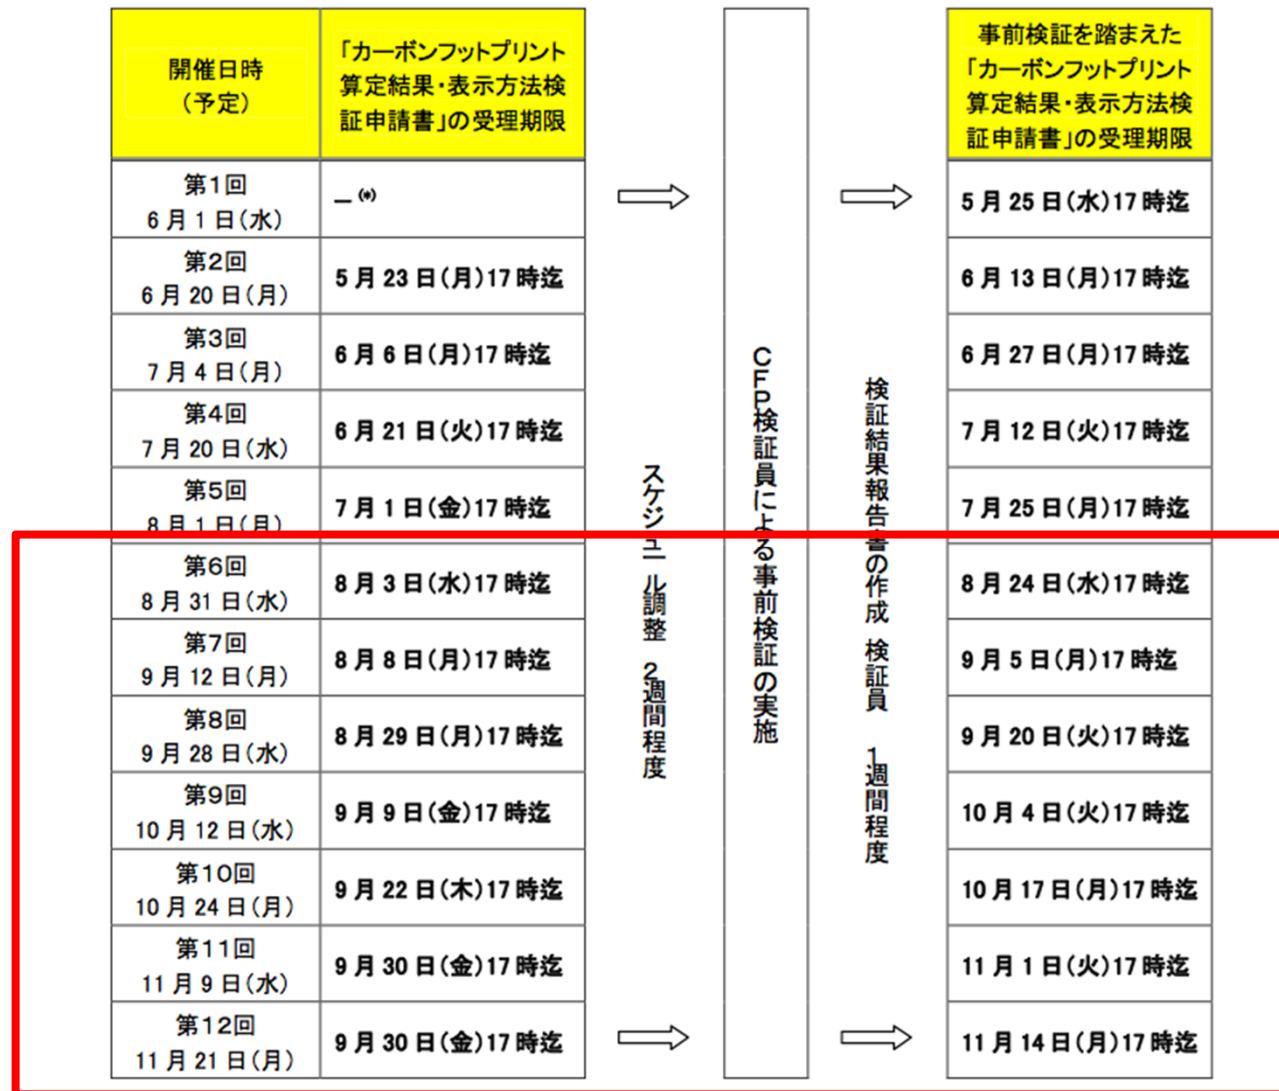 開催日時
(予定)
「カーボンフットプリント
算定結果・表示方法検
証申請書」の受理期限
事前検証を踏まえた
「カーボンフットプリント
算定結果・表示方法検
証申請書」の受理期限
第1回
6月1日(水)
― (*)
5月25日(水)17時迄
第2回
6月20日(月)
5月23日(月)17時迄
6月13日(月)17時迄
第3回
7月4日(月)
6月6日(月)17時迄
6月27日(月)17時迄
第4回
7月20日(水)
6月21日(火)17時迄
7月12日(火)17時迄
第5回
8月1日(月)
7月1日(金)17時迄
7月25日(月)17時迄
第6回
8月31日(水)
8月3日(水)17時迄
8月24日(水)17時迄
第7回
9月12日(月)
8月8日(月)17時迄
9月5日(月)17時迄
第8回
9月28日(水)
8月29日(月)17時迄
9月20日(火)17時迄
第9回
10月12日(水)
9月9日(金)17時迄
10月4日(火)17時迄
第10回
10月24日(月)
9月22日(木)17時迄
10月17日(月)17時迄
第11回
11月9日(水)
9月30日(金)17時迄
11月1日(火)17時迄
第12回
11月21日(月)
9月30日(金)17時迄
11月14日(月)17時迄
スケジュール調整 2週間程度
CFP検証員による事前検証の実施
検証結果報告書の作成 検証員 1週間程度